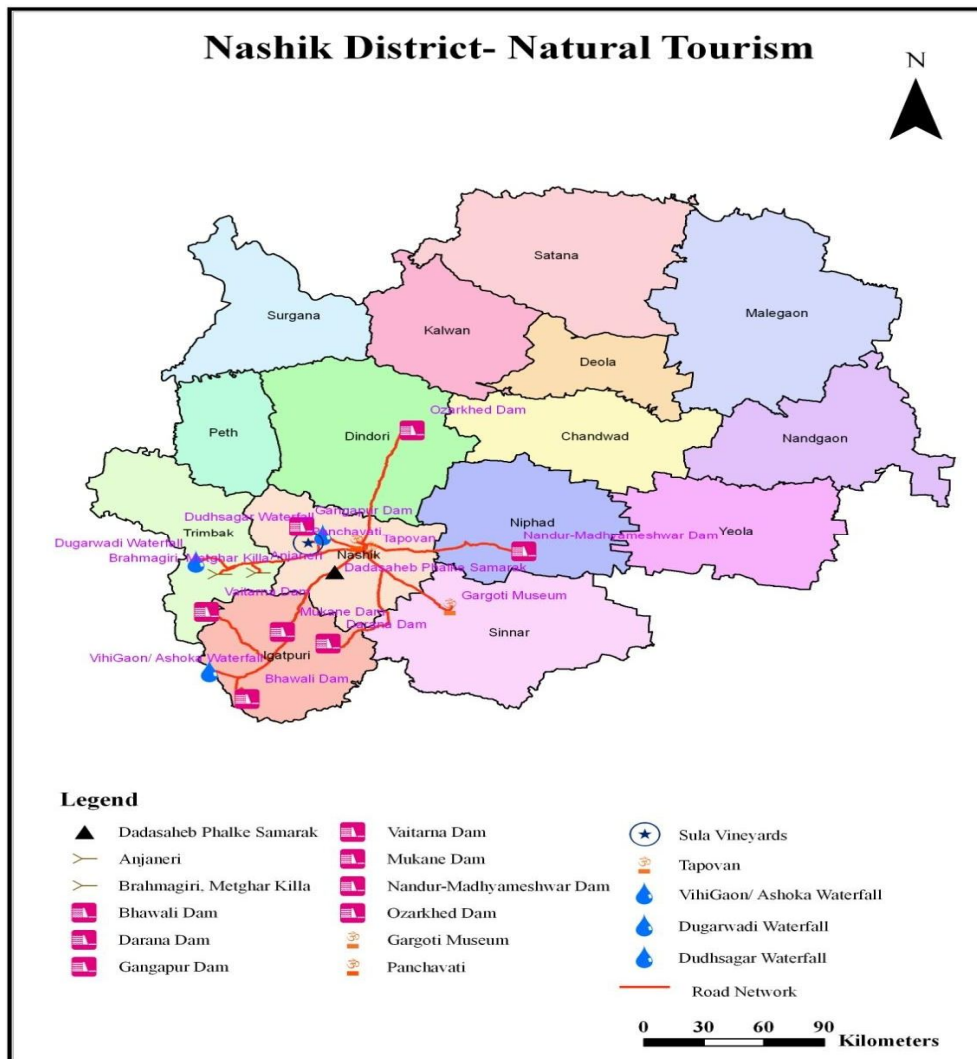 Nashik District- Natural Tourism
N
Satana
Malegaon
Surgana
Kalwan
Deola
Ozarkhed Dam
Peth
Dindori
Chandwad
Nandgaon
Gangapur Dam
Dudhsagar Waterfall
Niphad
Yeola
Trimbak
Panchavati
Tapovan
Nandur-Madhyameshwar Dam
Dugarwadi Waterfall
Nashik
Brahmagiri, Metghar Killa
Anjaneri
Dadasaheb Phalke Samarak
Vaitarna Dam
Gargoti Museum
Mukane Dam
Darana Dam
Sinnar
Igatpuri
VihiGaon/ Ashoka Waterfall
Bhawali Dam
Legend
Dadasaheb Phalke Samarak
Anjaneri
Brahmagiri, Metghar Killa
Bhawali Dam
Darana Dam
Gangapur Dam
Vaitarna Dam
Mukane Dam
Nandur-Madhyameshwar Dam
Ozarkhed Dam
Gargoti Museum
Panchavati
Sula Vineyards
Tapovan
VihiGaon/ Ashoka Waterfall
Dugarwadi Waterfall
Dudhsagar Waterfall
Road Network
0 30 60 90
Kilometers